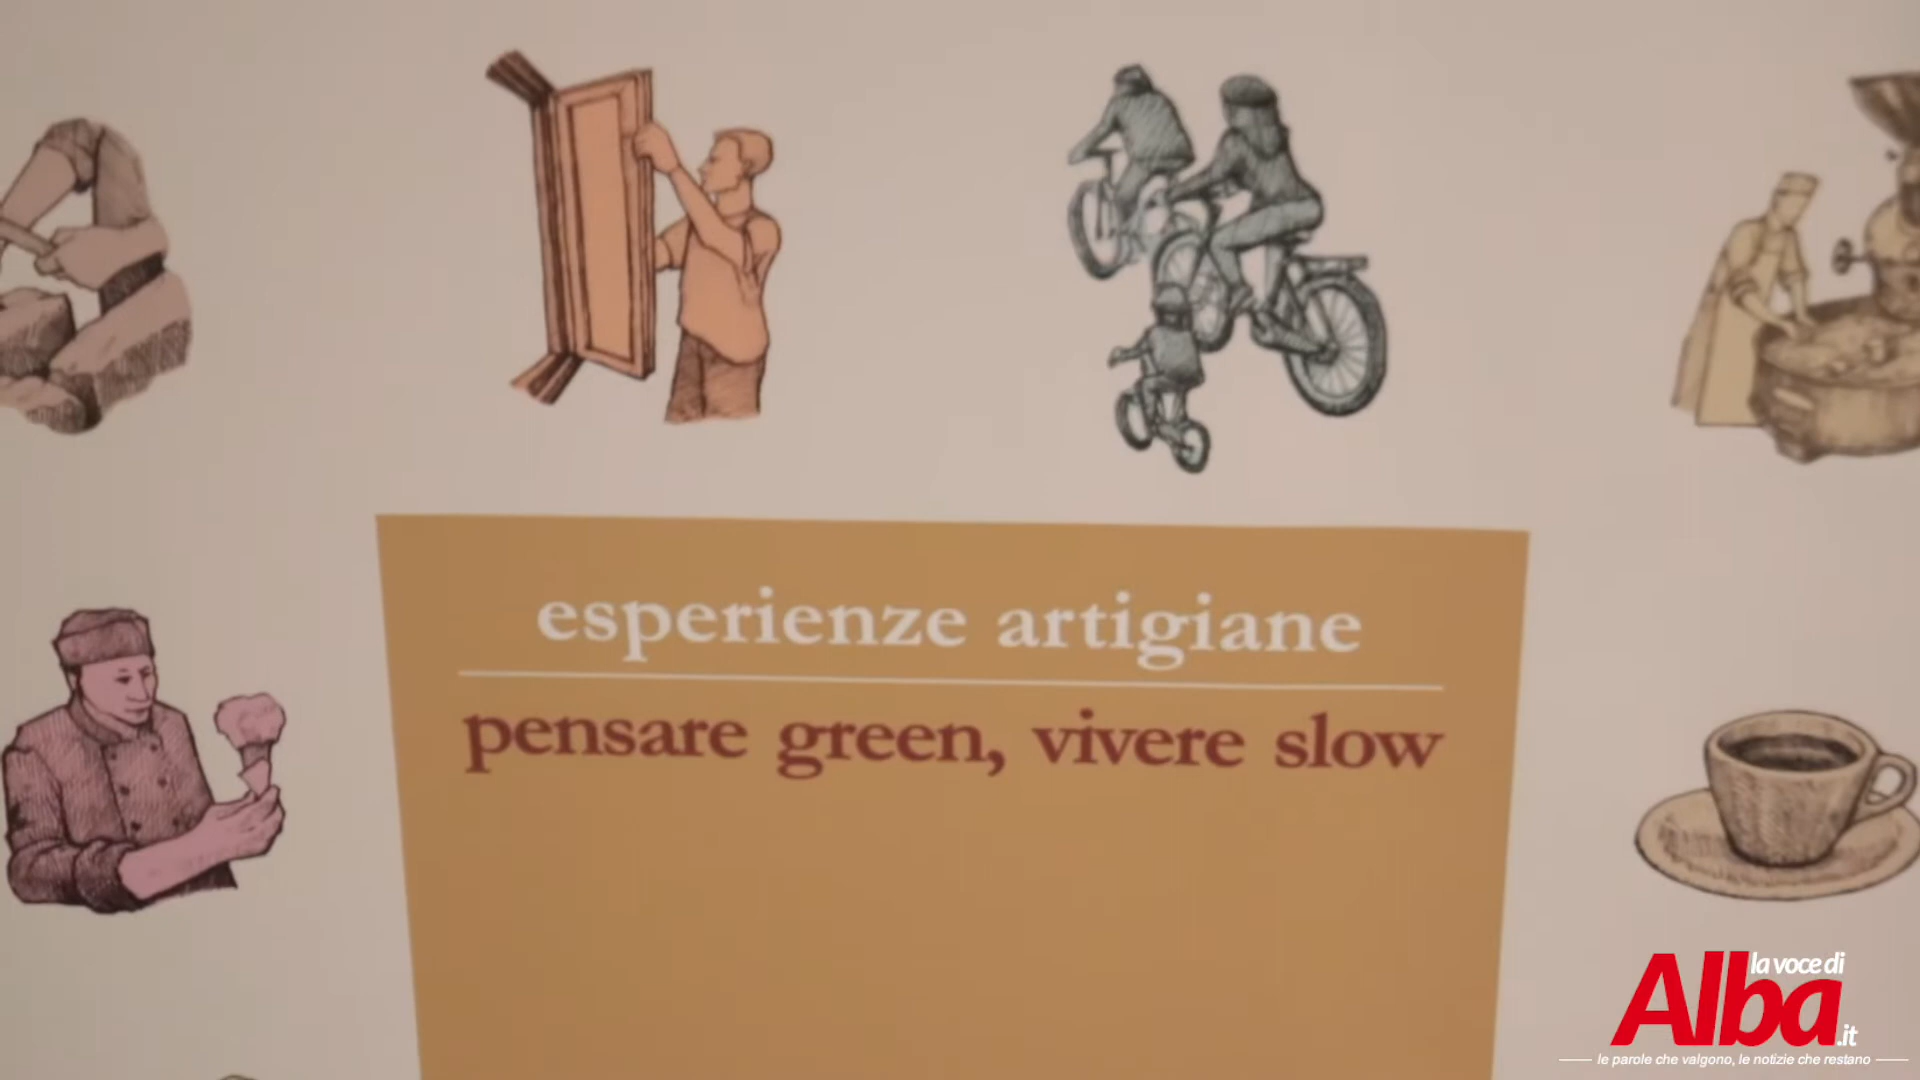 esperienze artigiane
pensare green, vivere slow
la voce di
Alba
.it
le parole che valgono, le notizie che restano